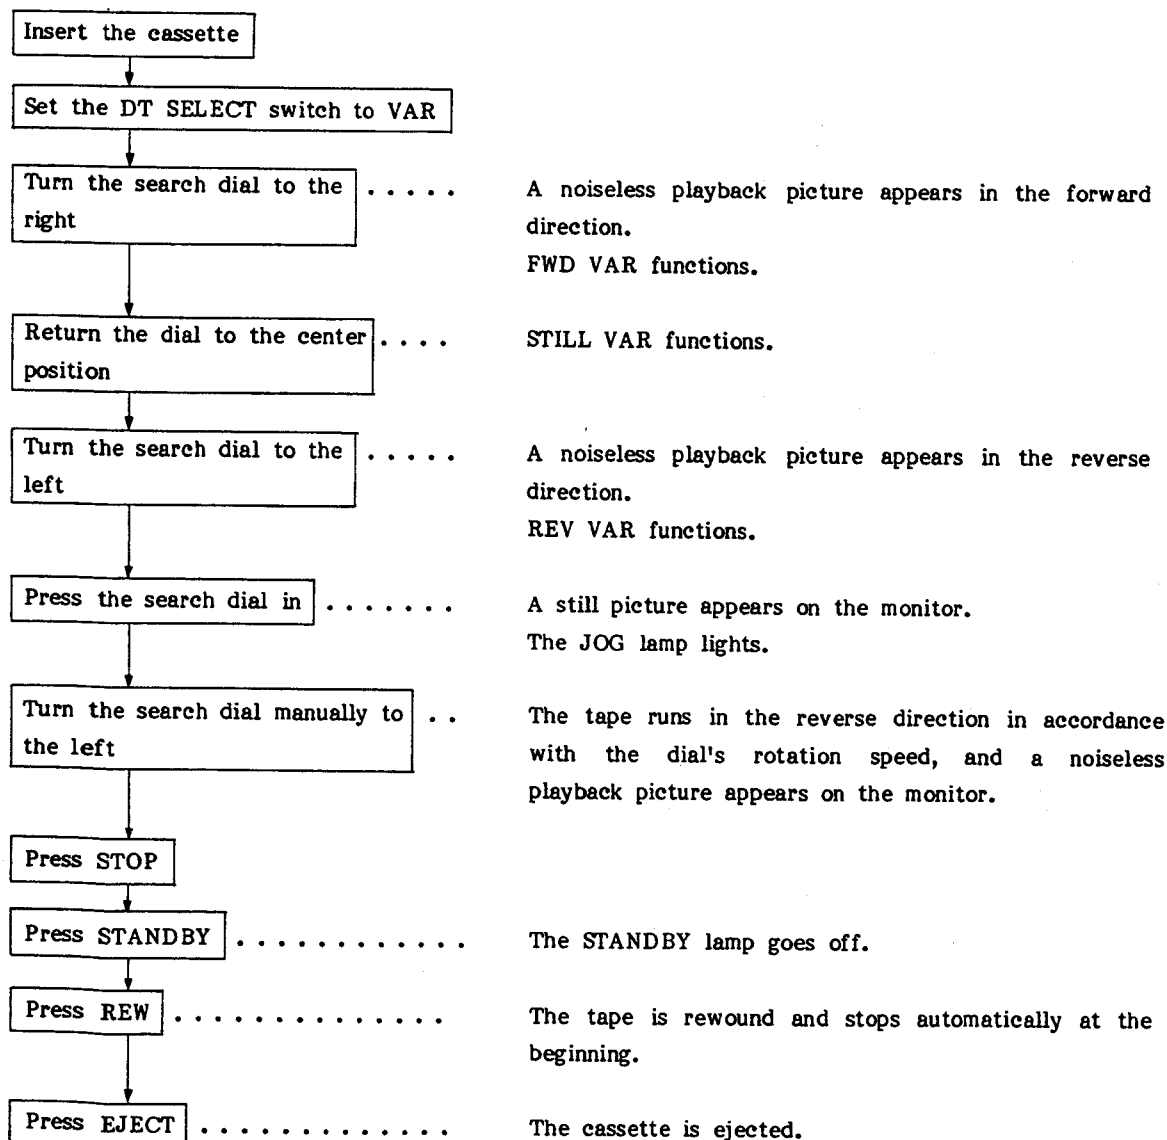 Insert the cassette
Set the DT SELECT switch to VAR
Turn the search dial to the . . . . .
right
A noiseless playback picture appears in the forward
direction.
FWD VAR functions.
Return the dial to the center . . . .
position
STILL VAR functions.
Turn the search dial to the . . . . .
left
A noiseless playback picture appears in the reverse
direction.
REV VAR functions.
Press the search dial in . . . . . . .
A still picture appears on the monitor.
The JOG lamp lights.
Turn the search dial manually to . .
the left
The tape runs in the reverse direction in accordance
with the dial's rotation speed, and a noiseless
playback picture appears on the monitor.
Press STOP
Press STANDBY . . . . . . . . . . . .
The STANDBY lamp goes off.
Press REW . . . . . . . . . . . . . .
The tape is rewound and stops automatically at the
beginning.
Press EJECT . . . . . . . . . . . . .
The cassette is ejected.